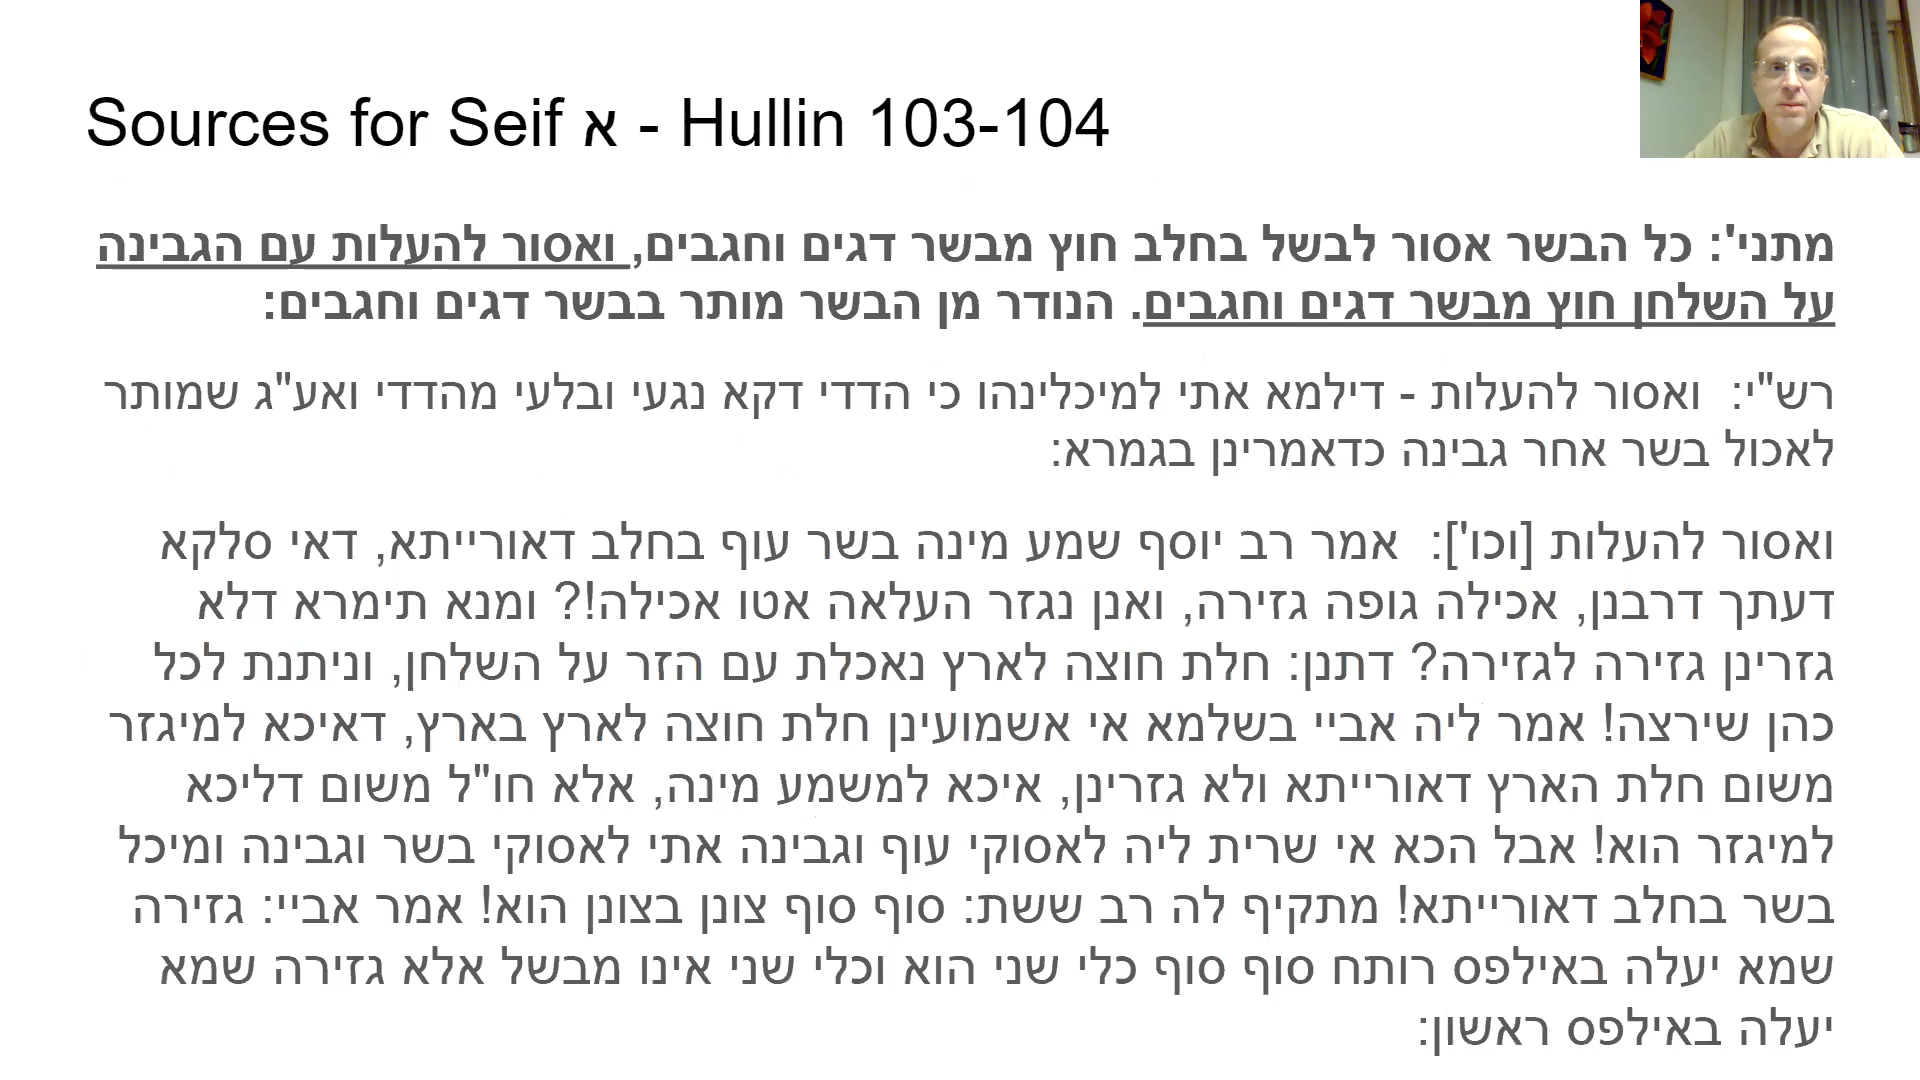 Sources for Seif א - Hullin 103-104
מתני': כל הבשר אסור לבשל בחלב חוץ מבשר דגים וחגבים, ואסור להעלות עם הגבינה
על השלחן חוץ מבשר דגים וחגבים. הנודר מן הבשר מותר בבשר דגים וחגבים:
רש"י: ואסור להעלות - דילמא אתי למיכלינהו כי הדדי דקא נגעי ובלעי מהדדי ואע"ג שמותר
לאכול בשר אחר גבינה כדאמרינן בגמרא:
ואסור להעלות [וכו']: אמר רב יוסף שמע מינה בשר עוף בחלב דאורייתא, דאי סלקא
דעתך דרבנן, אכילה גופה גזירה, ואנן נגזר העלאה אטו אכילה!? ומנא תימרא דלא
גזרינן גזירה לגזירה? דתנן: חלת חוצה לארץ נאכלת עם הזר על השלחן, וניתנת לכל
כהן שירצה! אמר ליה אביי בשלמא אי אשמועינן חלת חוצה לארץ בארץ, דאיכא למיגזר
משום חלת הארץ דאורייתא ולא גזרינן, איכא למשמע מינה, אלא חו"ל משום דליכא
למיגזר הוא! אבל הכא אי שרית ליה לאסוקי עוף וגבינה אתי לאסוקי בשר וגבינה ומיכל
בשר בחלב דאורייתא! מתקיף לה רב ששת: סוף סוף צונן בצונן הוא! אמר אביי: גזירה
שמא יעלה באילפס רותח סוף סוף כלי שני הוא וכלי שני אינו מבשל אלא גזירה שמא
יעלה באילפס ראשון: